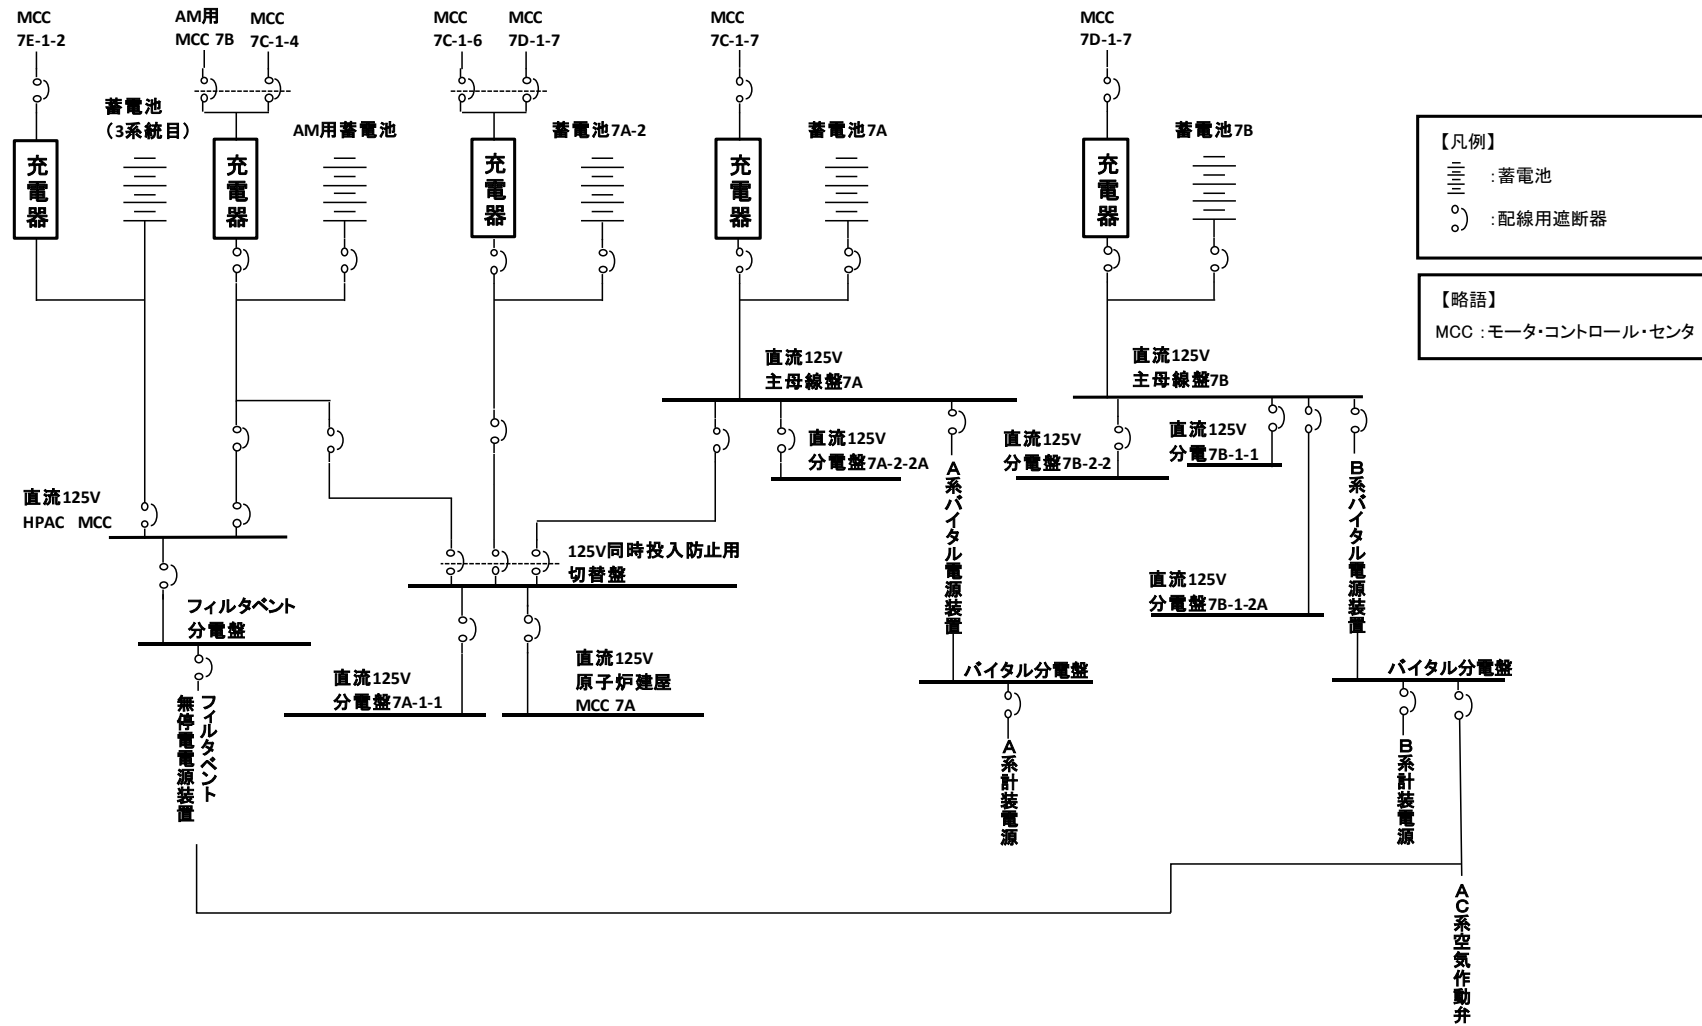 MCC
7E-1-2
AM用
MCC 7B
MCC
7C-1-4
MCC
7C-1-6
MCC
7D-1-7
MCC
7C-1-7
MCC
7D-1-7
蓄電池
(3系統目)
AM用蓄電池
蓄電池7A-2
蓄電池7A
蓄電池7B
充電器
充電器
充電器
充電器
充電器
【凡例】
:蓄電池
:配線用遮断器
【略語】
MCC :モータ・コントロール・センタ
直流125V
主母線盤7A
直流125V
主母線盤7B
直流125V
分電盤7A-2-2A
直流125V
分電盤7B-2-2
直流125V
分電7B-1-1
直流125V
HPAC MCC
125V同時投入防止用
切替盤
A系バイタル電源装置
B系バイタル電源装置
直流125V
分電盤7B-1-2A
フィルタベント
分電盤
直流125V
分電盤7A-1-1
直流125V
原子炉建屋
MCC 7A
バイタル分電盤
バイタル分電盤
フィルタベント
無停電電源装置
A系計装電源
B系計装電源
AC系空気作動弁